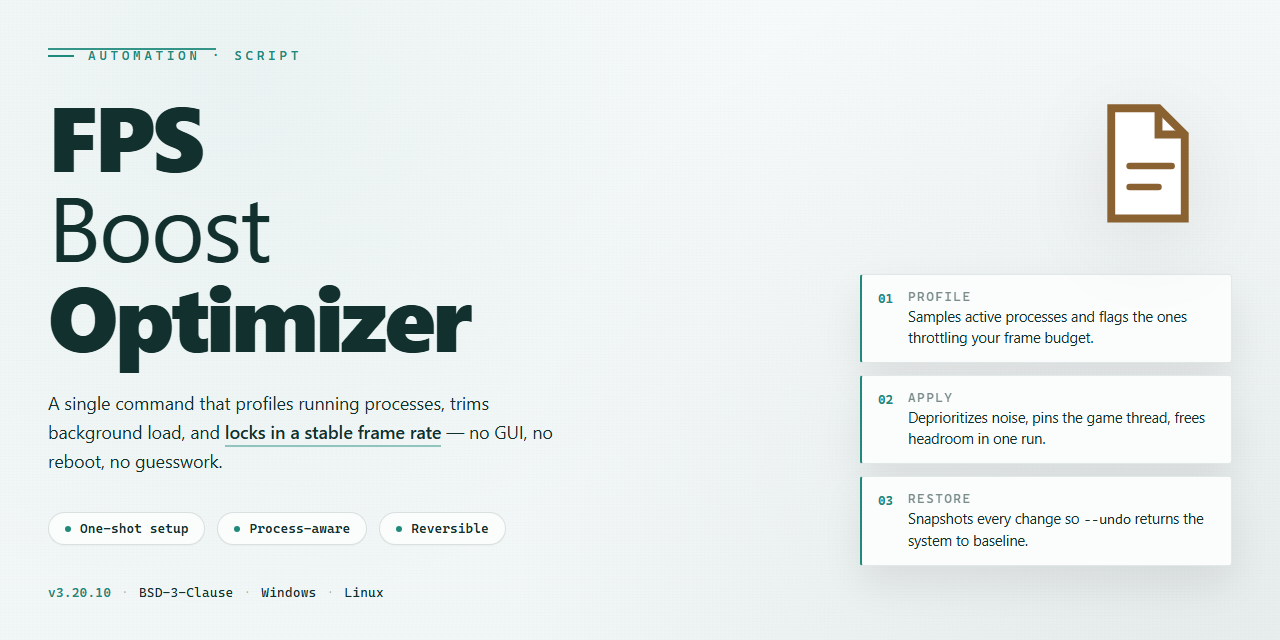 AUTOMATION · SCRIPT
FPS
Boost
Optimizer
A single command that profiles running processes, trims
background load, and locks in a stable frame rate — no GUI, no
reboot, no guesswork.
One-shot setup
Process-aware
Reversible
v3.20.10 · BSD-3-Clause · Windows · Linux
01 PROFILE
Samples active processes and flags the ones
throttling your frame budget.
02 APPLY
Deprioritizes noise, pins the game thread, frees
headroom in one run.
03 RESTORE
Snapshots every change so --undo returns the
system to baseline.